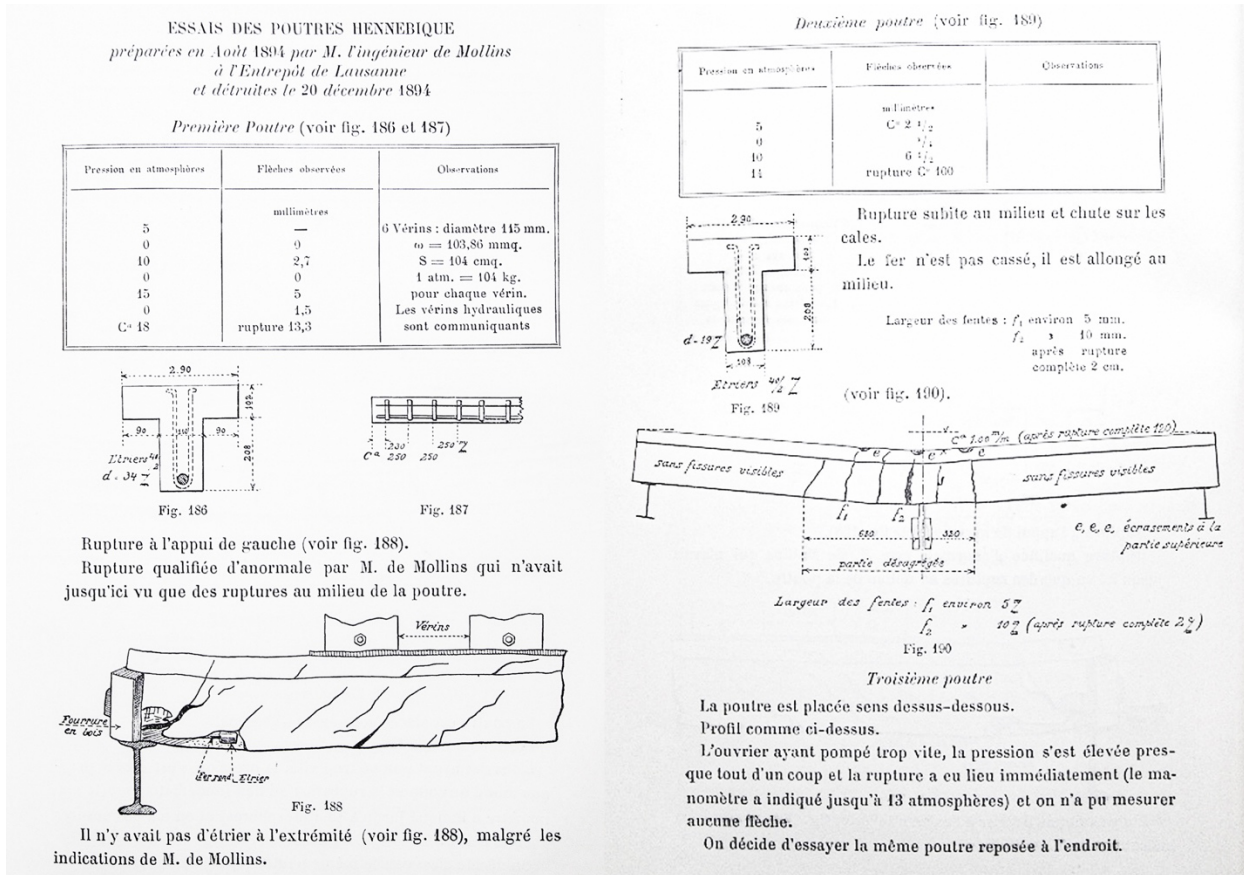 ESSAIS DES POUTRES HENNEBIQUE
préparées en Août 1894 par M. l'ingénieur de Mollins
à l'Entrepôt de Lausanne
et détruites le 20 décembre 1894
Première Poutre (voir fig. 186 et 187)
Pression en atmosphères Flèches observées Observations
millimètres
5 — 6 Vérins : diamètre 115 mm.
0 0 ω = 103,86 mmq.
10 2,7 S = 104 cmq.
0 0 1 atm. = 104 kg.
15 5 pour chaque vérin.
0 1,5 Les vérins hydrauliques
Cª 18 rupture 13,3 sont communiquants
2.90
90 90
208
Etriers
d. 34
Fig. 186
230 250
Cª 250 250
Fig. 187
Rupture à l'appui de gauche (voir fig. 188).
Rupture qualifiée d'anormale par M. de Mollins qui n'avait
jusqu'ici vu que des ruptures au milieu de la poutre.
Vérins
Fourrure
en bois
Etrier
Fig. 188
Il n'y avait pas d'étrier à l'extrémité (voir fig. 188), malgré les
indications de M. de Mollins.
Deuxième poutre (voir fig. 189)
Pression en atmosphères Flèches observées Observations
millimètres
5 Cª 2 1/2
0
10 6 1/2
14 rupture Cª 100
2.90
208
d-19
108
Etriers 40/2
Fig. 189
Rupture subite au milieu et chute sur les
cales.
Le fer n'est pas cassé, il est allongé au
milieu.
Largeur des fentes : f₁ environ 5 mm.
f₂ » 10 mm.
après rupture
complète 2 cm.
(voir fig. 190).
Cª 1.00 m/m (après rupture complète 120)
sans fissures visibles
e e e
sans fissures visibles
f₁ f₂
e, e, e, écrasements à la
partie supérieure
partie désagrégée
Largeur des fentes : f₁ environ 5
f₂ » 10 (après rupture complète 2)
Fig. 190
Troisième poutre
La poutre est placée sens dessus-dessous.
Profil comme ci-dessus.
L'ouvrier ayant pompé trop vite, la pression s'est élevée pres-
que tout d'un coup et la rupture a eu lieu immédiatement (le ma-
nomètre a indiqué jusqu'à 13 atmosphères) et on n'a pu mesurer
aucune flèche.
On décide d'essayer la même poutre reposée à l'endroit.